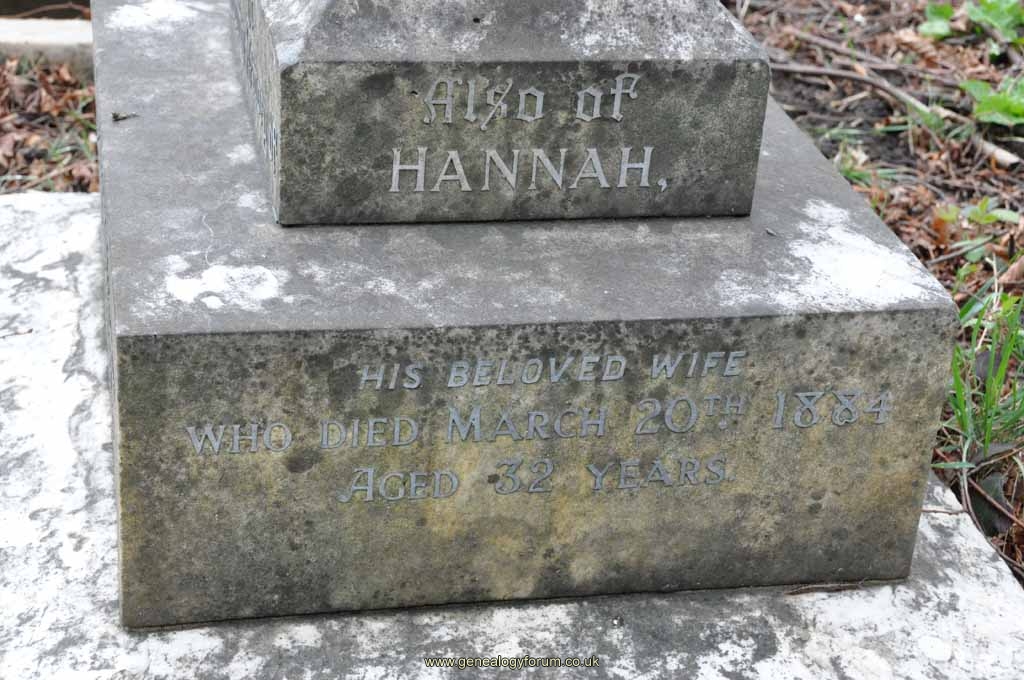 Also of
HANNAH,
HIS BELOVED WIFE
WHO DIED MARCH 20TH 1884
AGED 32 YEARS.
www.genealogyforum.co.uk